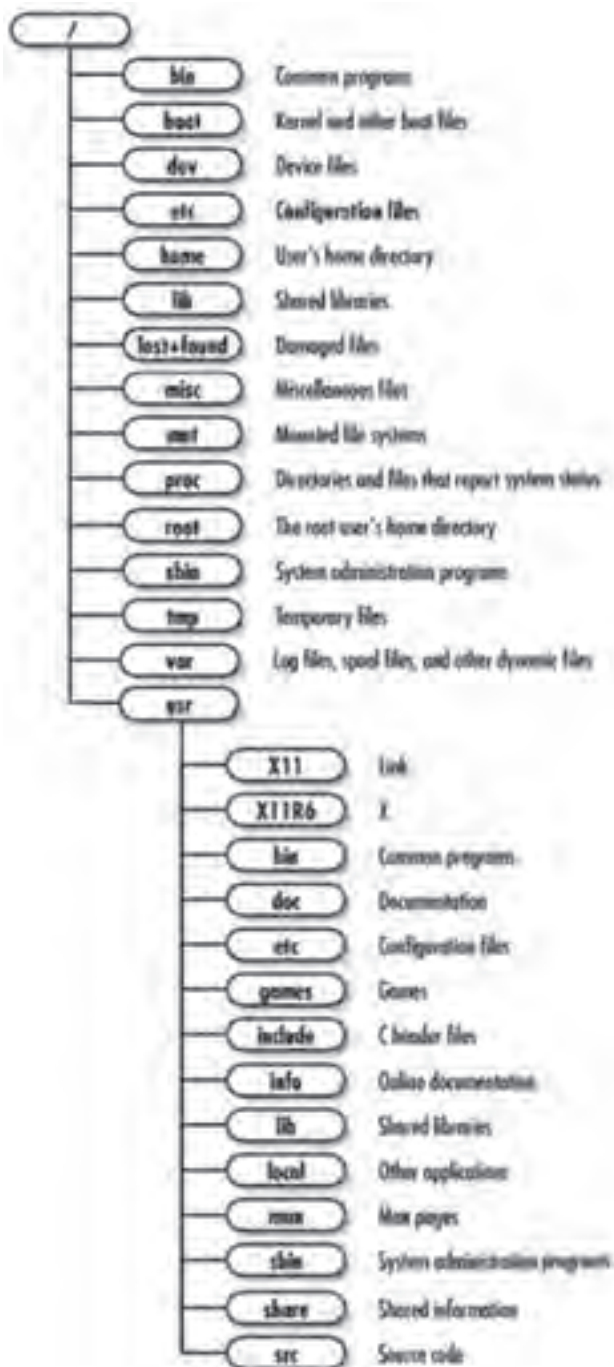 /
bin Common programs
boot Kernel and other boot files
dev Device files
etc Configuration files
home User's home directory
lib Shared libraries
lost+found Damaged files
misc Miscellaneous files
mnt Mounted file systems
proc Directories and files that report system status
root The root user's home directory
sbin System administration programs
tmp Temporary files
var Log files, spool files, and other dynamic files
usr
X11 Link
X11R6 X
bin Common programs
doc Documentation
etc Configuration files
games Games
include C header files
info Online documentation
lib Shared libraries
local Other applications
man Man pages
sbin System administration programs
share Shared information
src Source code